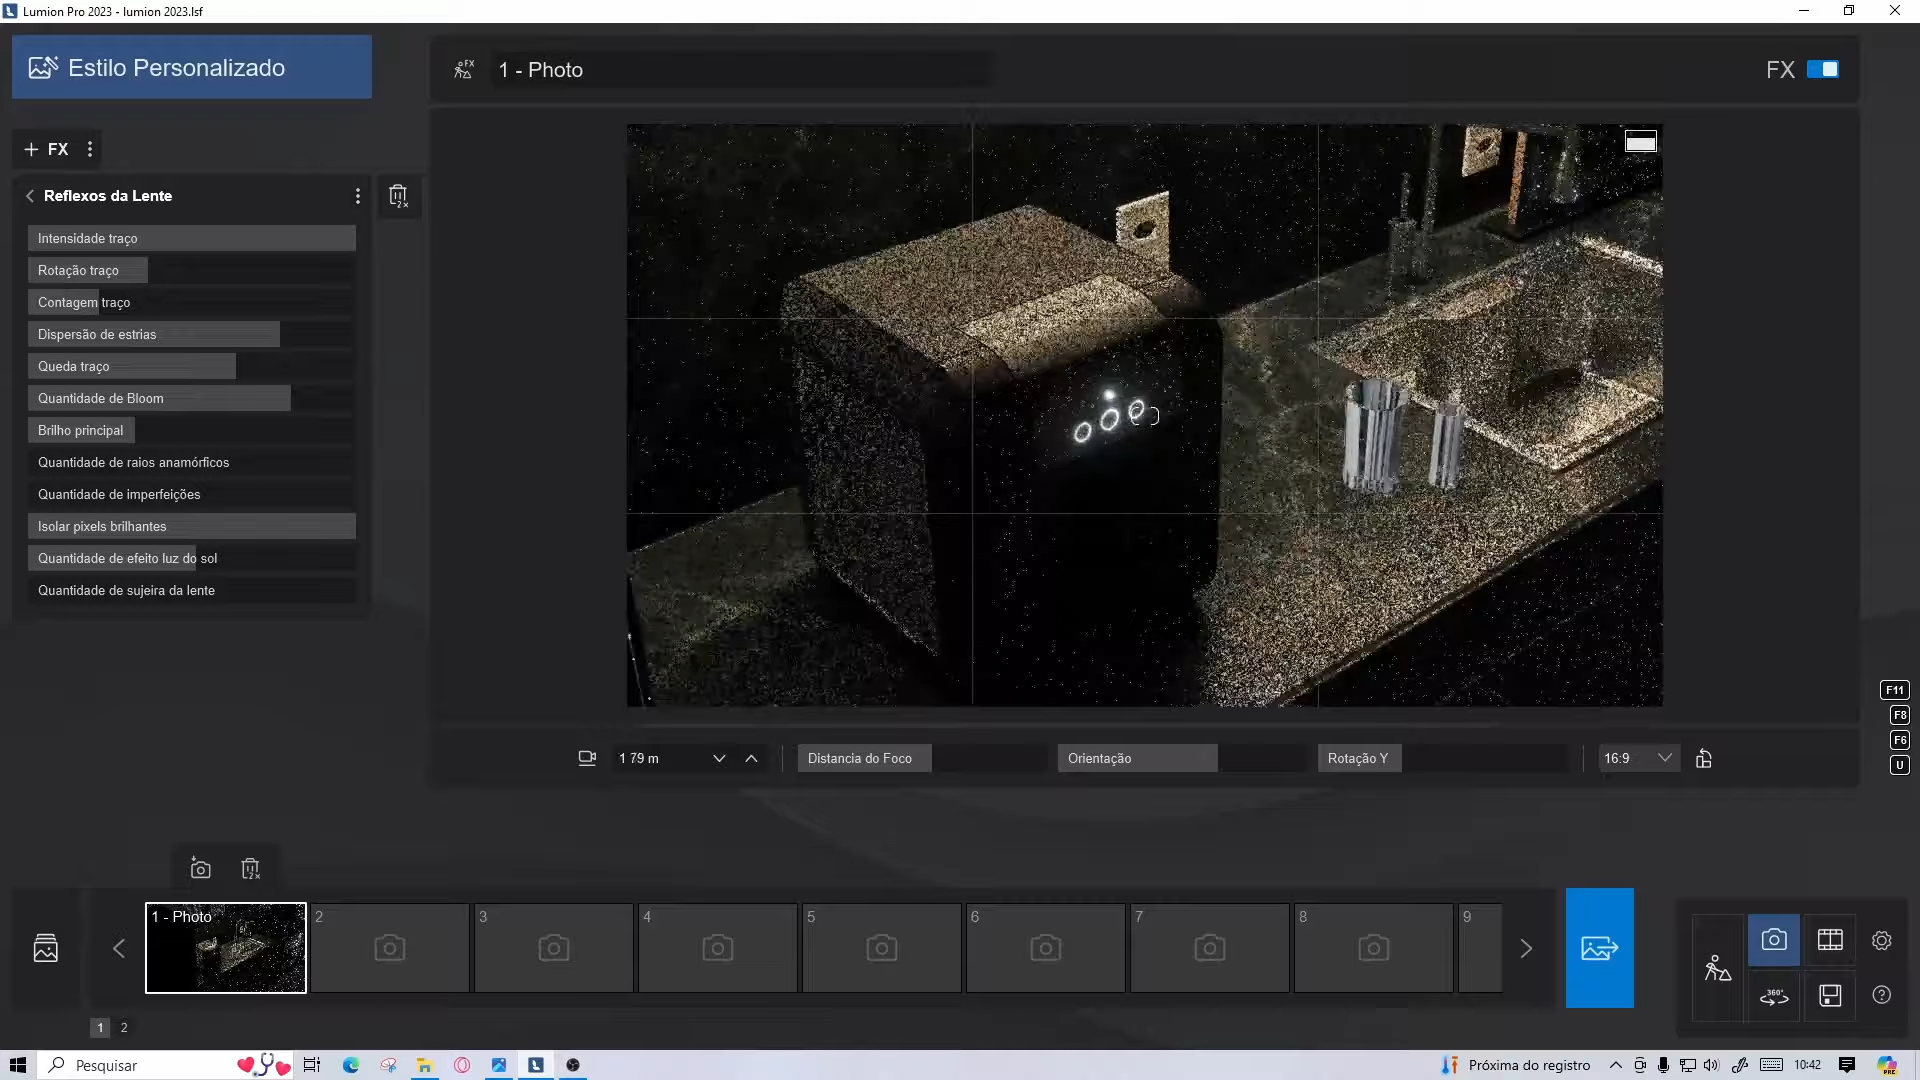 Lumion Pro 2023 - lumion 2023.lsf
Estilo Personalizado
1 - Photo
FX
+ FX
Reflexos da Lente
2x
Intensidade traço
Rotação traço
Contagem traço
Dispersão de estrias
Queda traço
Quantidade de Bloom
Brilho principal
Quantidade de raios anamórficos
Quantidade de imperfeições
Isolar pixels brilhantes
Quantidade de efeito luz do sol
Quantidade de sujeira da lente
F11
F8
F6
U
1 79 m
Distancia do Foco
Orientação
Rotação Y
16:9
2x
1 - Photo
2
3
4
5
6
7
8
9
360°
1
2
Pesquisar
Próxima do registro
10:42
PRE